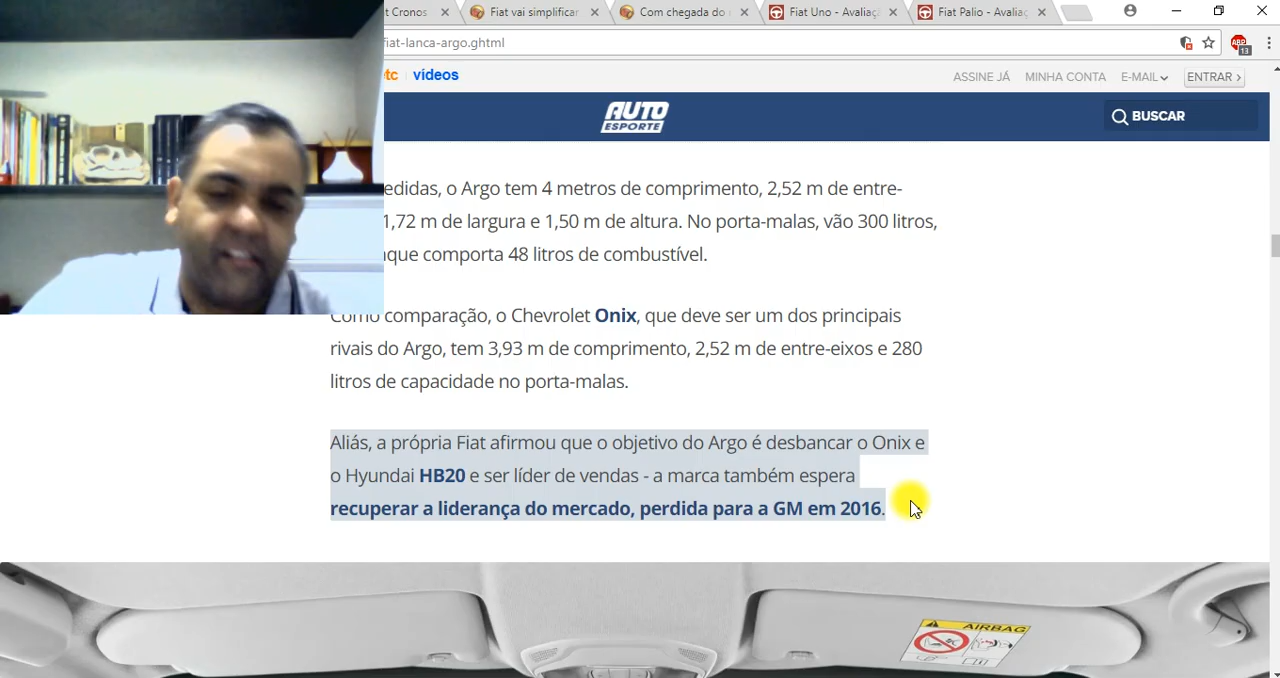 t Cronos
Fiat vai simplificar
Com chegada do
Fiat Uno - Avaliaç
Fiat Palio - Avaliaç
fiat-lanca-argo.ghtml
ABP
13
etc
vídeos
ASSINE JÁ
MINHA CONTA
E-MAIL
ENTRAR >
AUTO
ESPORTE
BUSCAR
edidas, o Argo tem 4 metros de comprimento, 2,52 m de entre-
1,72 m de largura e 1,50 m de altura. No porta-malas, vão 300 litros,
que comporta 48 litros de combustível.
Como comparação, o Chevrolet Onix, que deve ser um dos principais
rivais do Argo, tem 3,93 m de comprimento, 2,52 m de entre-eixos e 280
litros de capacidade no porta-malas.
Aliás, a própria Fiat afirmou que o objetivo do Argo é desbancar o Onix e
o Hyundai HB20 e ser líder de vendas - a marca também espera
recuperar a liderança do mercado, perdida para a GM em 2016.
AIRBAG